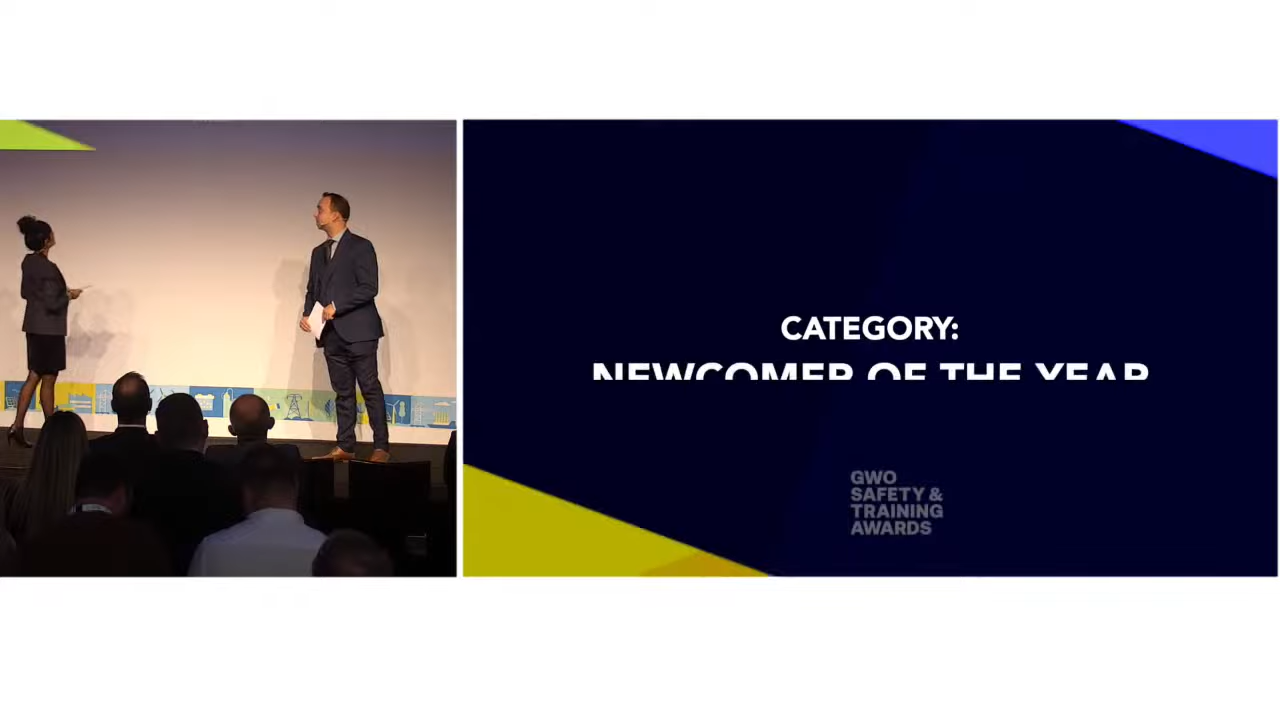 CATEGORY:
NEWCOMER OF THE YEAR
GWO
SAFETY &
TRAINING
AWARDS